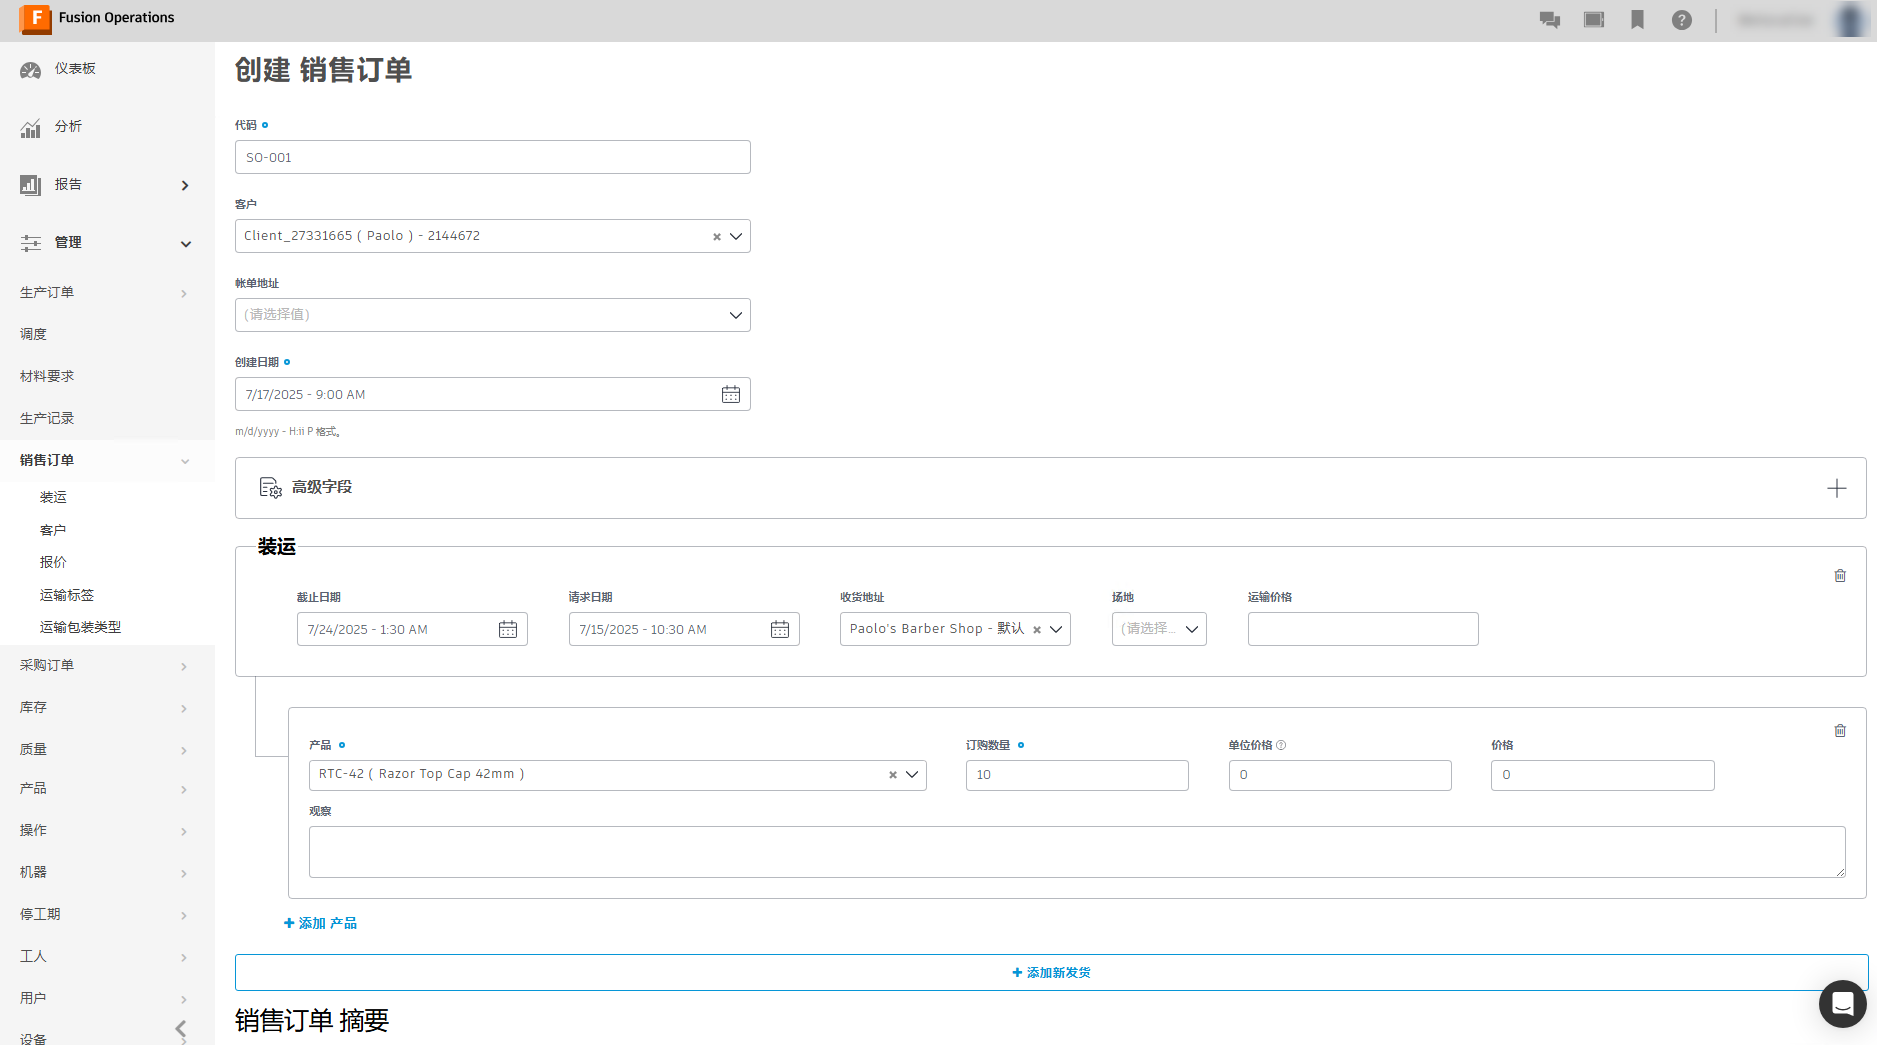 Fusion Operations
仪表板
分析
报告
管理
生产订单
调度
材料要求
生产记录
销售订单
装运
客户
报价
运输标签
运输包装类型
采购订单
库存
质量
产品
操作
机器
停工期
工人
用户
设备
创建 销售订单
代码
SO-001
客户
Client_27331665 ( Paolo ) - 2144672
帐单地址
(请选择值)
创建日期
7/17/2025 - 9:00 AM
m/d/yyyy - H:ii P 格式。
高级字段
装运
截止日期 请求日期 收货地址 场地 运输价格
7/24/2025 - 1:30 AM 7/15/2025 - 10:30 AM Paolo's Barber Shop - 默认 (请选择...
产品 订购数量 单位价格 价格
RTC-42 ( Razor Top Cap 42mm ) 10 0 0
观察
+ 添加 产品
+ 添加新发货
销售订单 摘要